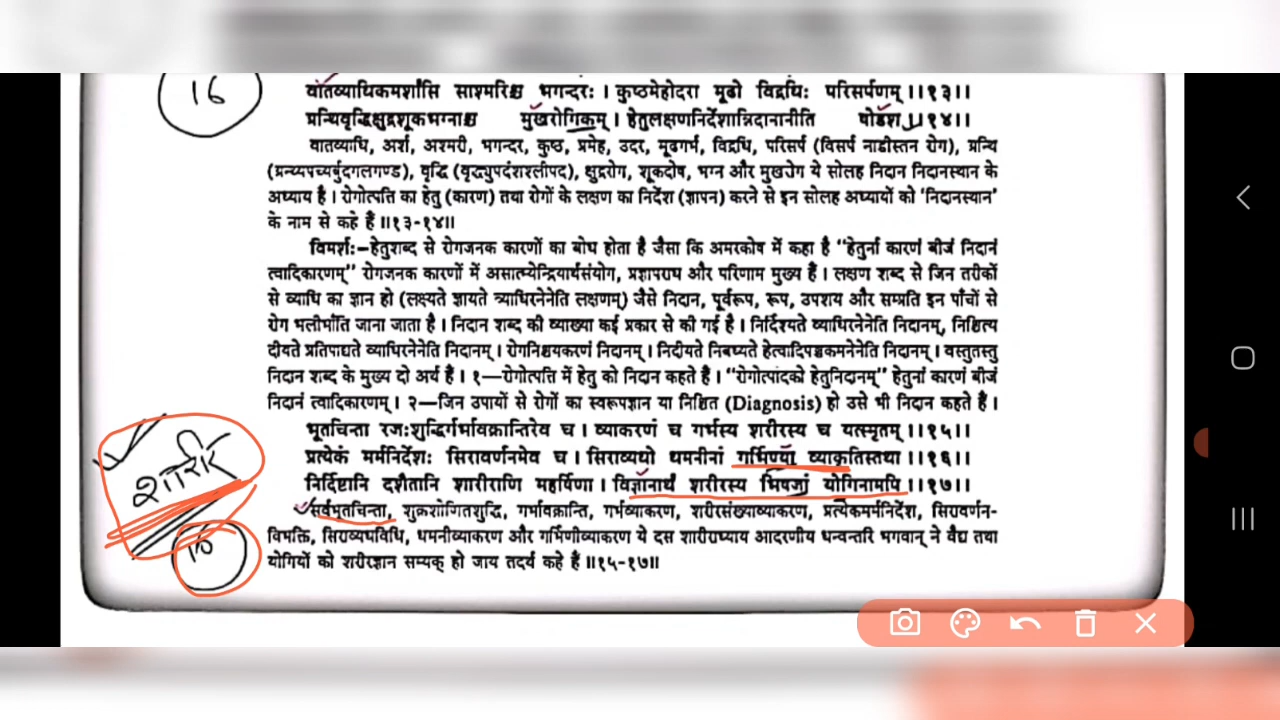 16
वातव्याधिकमर्शांसि साश्मरिश्च भगन्दरः । कुष्ठमेहोदरा मूढो विद्रधिः परिसर्पणम् ।।१३।।
ग्रन्थिवृद्धिक्षुद्रशूकभग्नाश्च मुखरोगिकम् । हेतुलक्षणनिर्देशान्निदानानीति षोडश ।।१४।।
वातव्याधि, अर्श, अश्मरी, भगन्दर, कुष्ठ, प्रमेह, उदर, मूढगर्भ, विद्रधि, परिसर्प (विसर्प नाडीस्तन रोग), ग्रन्थि
(ग्रन्थ्यपच्यर्बुदगलगण्ड), वृद्धि (वृद्ध्युपदंशश्लीपद), क्षुद्ररोग, शूकदोष, भग्न और मुखरोग ये सोलह निदान निदानस्थान के
अध्याय है । रोगोत्पति का हेतु (कारण) तथा रोगों के लक्षण का निर्देश (ज्ञापन) करने से इन सोलह अध्यायों को 'निदानस्थान'
के नाम से कहे हैं ॥१३-१४॥
विमर्शः–हेतुशब्द से रोगजनक कारणों का बोध होता है जैसा कि अमरकोष में कहा है “हेतुर्ना कारणं बीजं निदानं
त्वादिकारणम्” रोगजनक कारणों में असात्म्येन्द्रियार्थसंयोग, प्रज्ञापराध और परिणाम मुख्य हैं । लक्षण शब्द से जिन तरीकों
से व्याधि का ज्ञान हो (लक्ष्यते ज्ञायते व्याधिरनेनेति लक्षणम्) जैसे निदान, पूर्वरूप, रूप, उपशय और सम्प्रति इन पाँचों से
रोग भलीभाँति जाना जाता है । निदान शब्द की व्याख्या कई प्रकार से की गई है । निर्दिश्यते व्याधिरनेनेति निदानम्, निश्चित्य
दीयते प्रतिपाद्यते व्याधिरनेनेति निदानम् । रोगनिश्चयकरणं निदानम् । निदीयते निबध्यते हेत्वादिपञ्चकमनेनेति निदानम् । वस्तुतस्तु
निदान शब्द के मुख्य दो अर्थ हैं । १—रोगोत्पत्ति में हेतु को निदान कहते है । “रोगोत्पादको हेतुनिदानम्” हेतुर्ना कारणं बीजं
निदानं त्वादिकारणम् । २—जिन उपायों से रोगों का स्वरूपज्ञान या निश्चित (Diagnosis) हो उसे भी निदान कहते हैं ।
भूतचिन्ता रजःशुद्धिर्गर्भावक्रान्तिरेव च । व्याकरणं च गर्भस्य शरीरस्य च यत्स्मृतम् ।।१५।।
प्रत्येकं मर्मनिर्देशः सिरावर्णनमेव च । सिराव्यधो धमनीनां गर्भिण्या व्याकृतिस्तथा ।।१६।।
निर्दिष्टानि दशैतानि शारीराणि महर्षिणा । विज्ञानार्थं शरीरस्य भिषजां योगिनामपि ।।१७।।
शारीर
सर्वभूतचिन्ता, शुक्रशोणितशुद्धि, गर्भावक्रान्ति, गर्भव्याकरण, शरीरसंख्याव्याकरण, प्रत्येकमर्मनिर्देश, सिरावर्णन-
विभक्ति, सिराव्यधविधि, धमनीव्याकरण और गर्भिणीव्याकरण ये दस शारीराध्याय आदरणीय धन्वन्तरि भगवान् ने वैद्य तथा
10
योगियों को शरीरज्ञान सम्यक् हो जाय तदर्थ कहे हैं ॥१५-१७॥